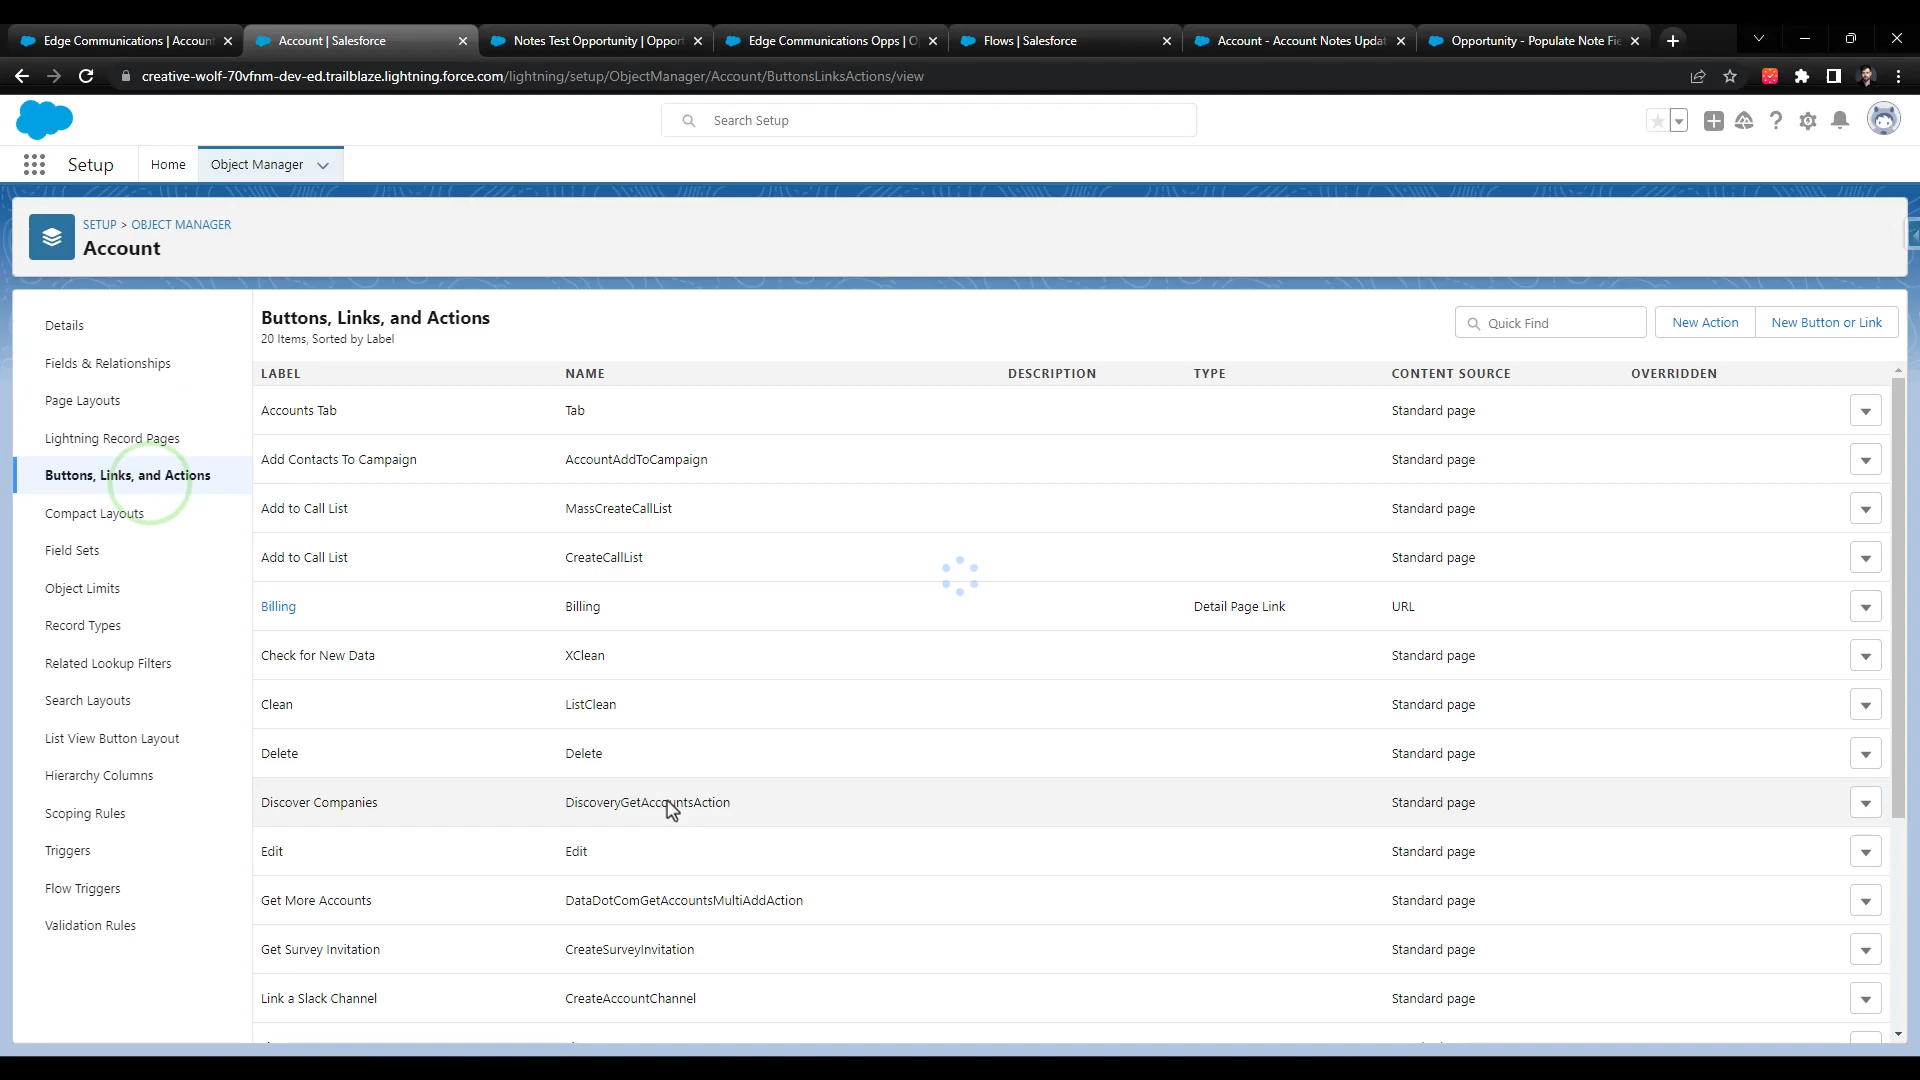 Edge Communications | Accoun
Account | Salesforce
Notes Test Opportunity | Oppor
Edge Communications Opps | O
Flows | Salesforce
Account - Account Notes Updat
Opportunity - Populate Note Fie
creative-wolf-70vfnm-dev-ed.trailblaze.lightning.force.com/lightning/setup/ObjectManager/Account/ButtonsLinksActions/view
Search Setup
Setup
Home
Object Manager
SETUP > OBJECT MANAGER
Account
Details
Fields & Relationships
Page Layouts
Lightning Record Pages
Buttons, Links, and Actions
Compact Layouts
Field Sets
Object Limits
Record Types
Related Lookup Filters
Search Layouts
List View Button Layout
Hierarchy Columns
Scoping Rules
Triggers
Flow Triggers
Validation Rules
Buttons, Links, and Actions
20 Items, Sorted by Label
Quick Find
New Action
New Button or Link
LABEL NAME DESCRIPTION TYPE CONTENT SOURCE OVERRIDDEN
Accounts Tab Tab Standard page
Add Contacts To Campaign AccountAddToCampaign Standard page
Add to Call List MassCreateCallList Standard page
Add to Call List CreateCallList Standard page
Billing Billing Detail Page Link URL
Check for New Data XClean Standard page
Clean ListClean Standard page
Delete Delete Standard page
Discover Companies DiscoveryGetAccountsAction Standard page
Edit Edit Standard page
Get More Accounts DataDotComGetAccountsMultiAddAction Standard page
Get Survey Invitation CreateSurveyInvitation Standard page
Link a Slack Channel CreateAccountChannel Standard page